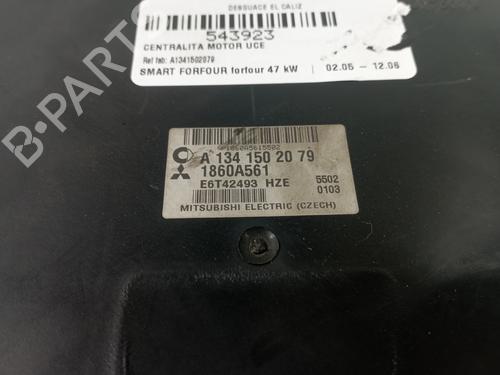 DESGUACE EL CALIZ
543923
CENTRALITA MOTOR UCE
Ref fab: A1341502079
SMART FORFOUR forfour 47 kW | 02.05 - 12.06
*1860A5615502
A 134 150 20 79
1860A561
E6T42493 HZE 5502
0103
MITSUBISHI ELECTRIC (CZECH)
B-PARTS